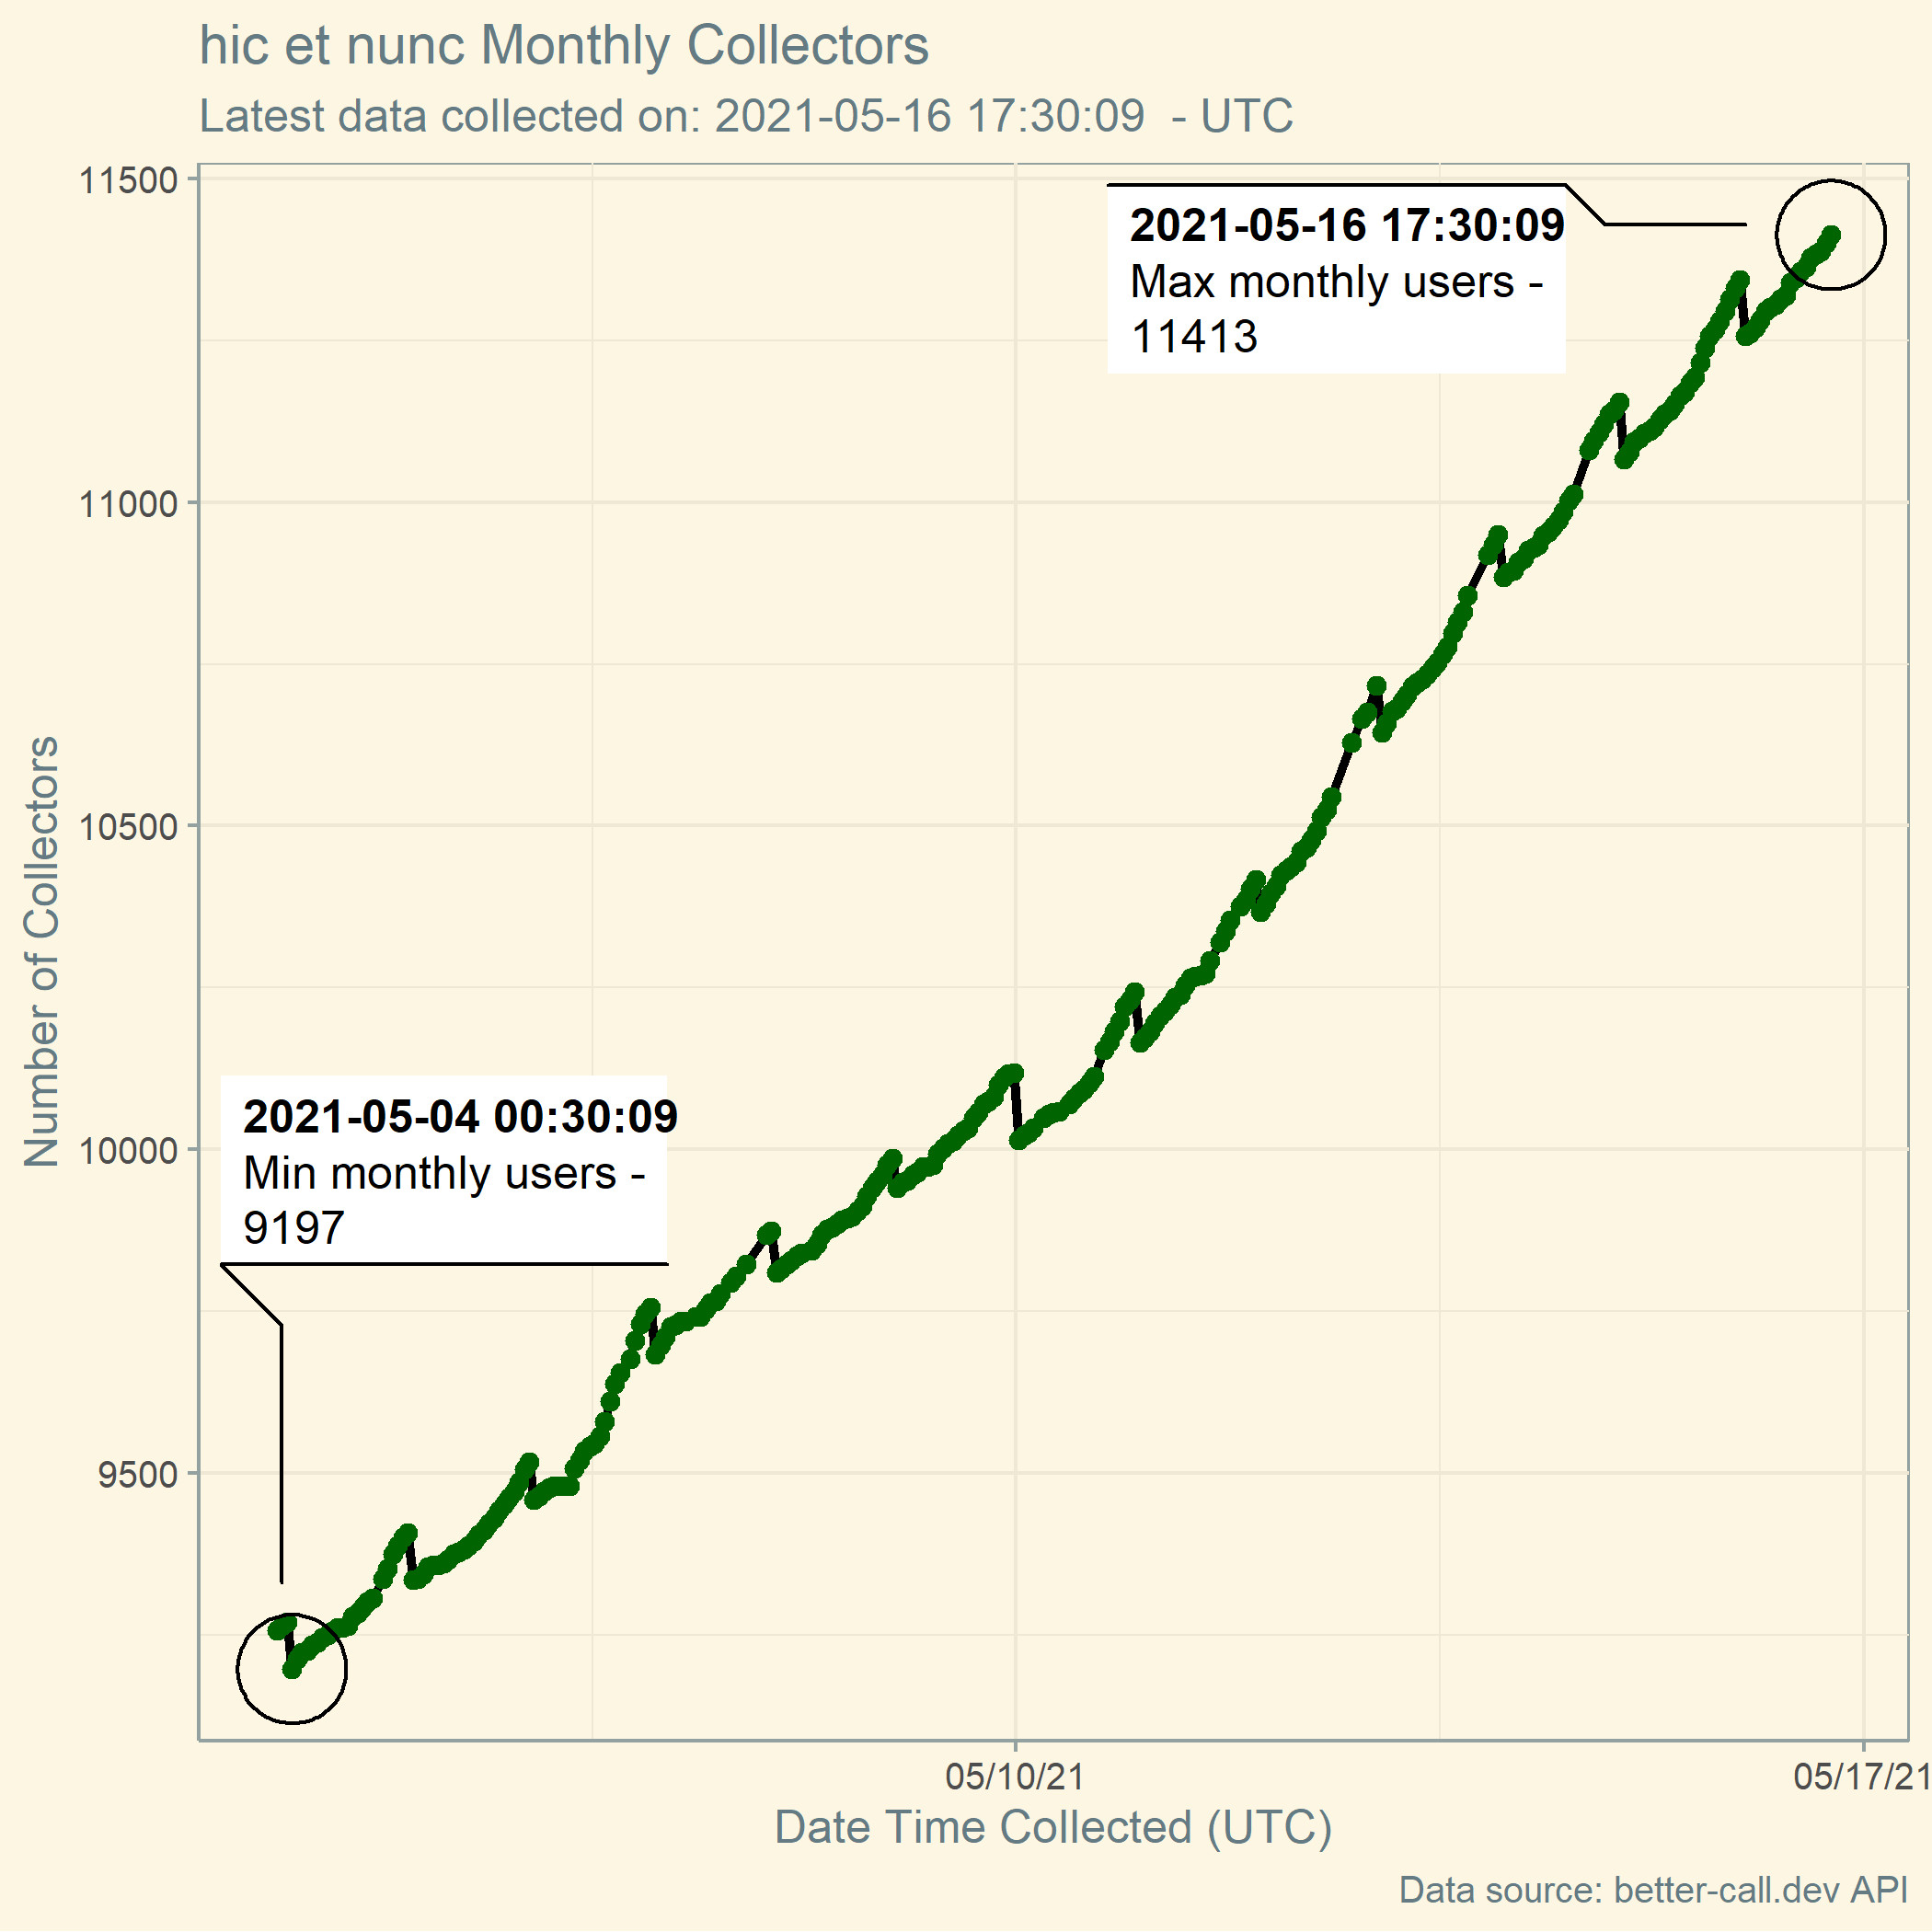 hic et nunc Monthly Collectors
Latest data collected on: 2021-05-16 17:30:09  - UTC
11500
2021-05-16 17:30:09
Max monthly users -
11413
11000
10500
Number of Collectors
2021-05-04 00:30:09
Min monthly users -
9197
10000
9500
05/10/21
05/17/21
Date Time Collected (UTC)
Data source: better-call.dev API